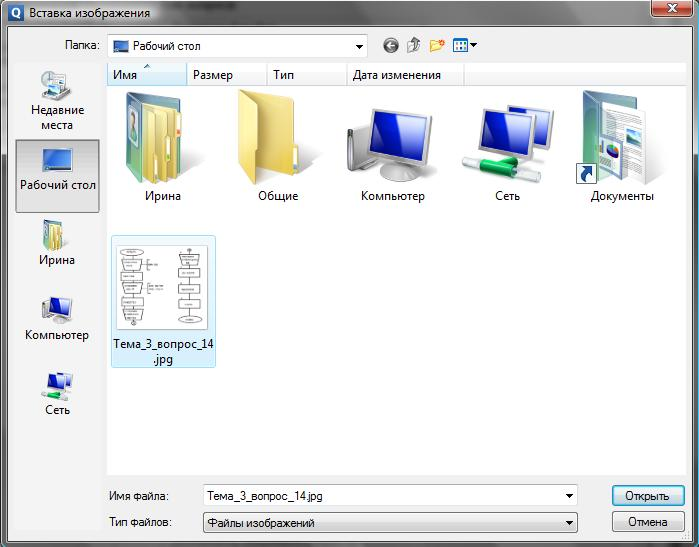 Вставка изображения
Папка:
Рабочий стол
Имя
Размер
Тип
Дата изменения
Недавние
места
Рабочий стол
Ирина
Компьютер
Сеть
Ирина
Общие
Компьютер
Сеть
Документы
Тема_3_вопрос_14
.jpg
Имя файла:
Тема_3_вопрос_14.jpg
Открыть
Тип файлов:
Файлы изображений
Отмена